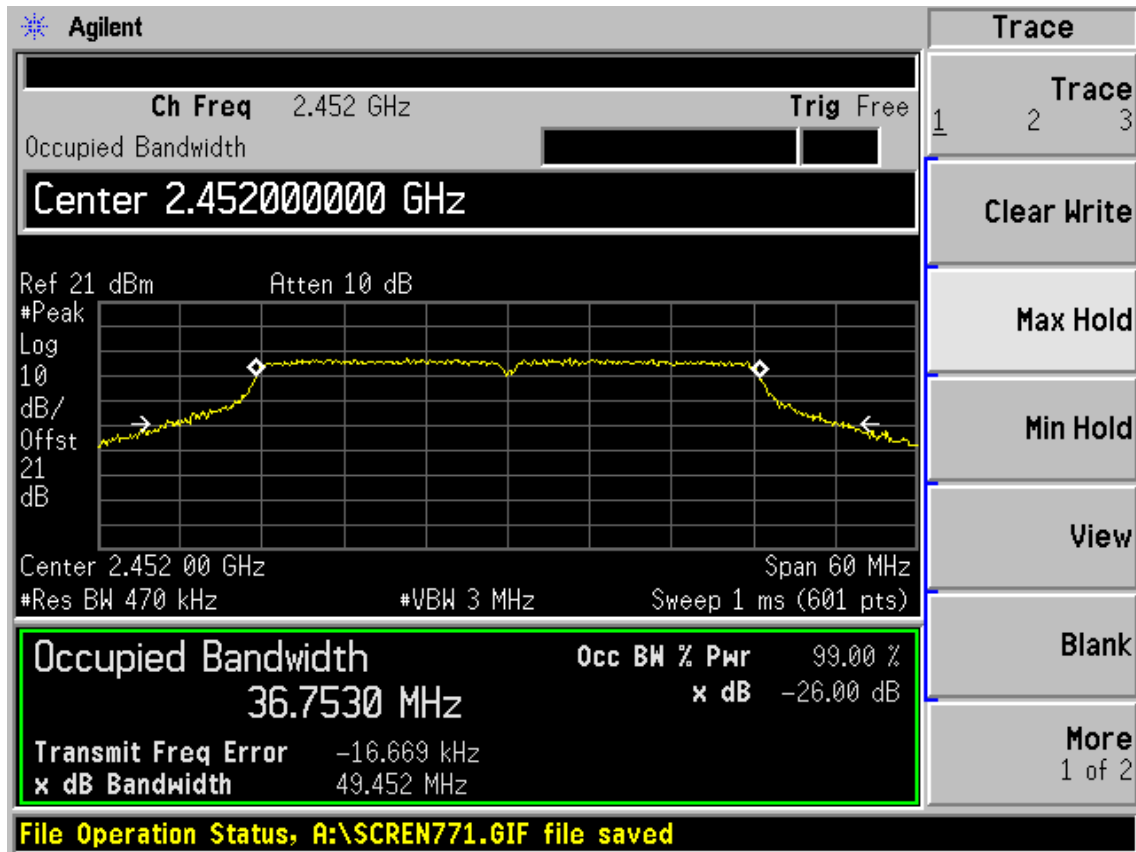 Agilent
Trace
Ch Freq 2.452 GHz Trig Free
Occupied Bandwidth
Center 2.452000000 GHz
Ref 21 dBm Atten 10 dB
#Peak
Log
10
dB/
Offst
21
dB
Center 2.452 00 GHz Span 60 MHz
#Res BW 470 kHz #VBW 3 MHz Sweep 1 ms (601 pts)
Occupied Bandwidth
36.7530 MHz
Occ BW % Pwr 99.00 %
x dB -26.00 dB
Transmit Freq Error -16.669 kHz
x dB Bandwidth 49.452 MHz
File Operation Status, A:\SCREN771.GIF file saved
Trace
1 2 3
Clear Write
Max Hold
Min Hold
View
Blank
More
1 of 2